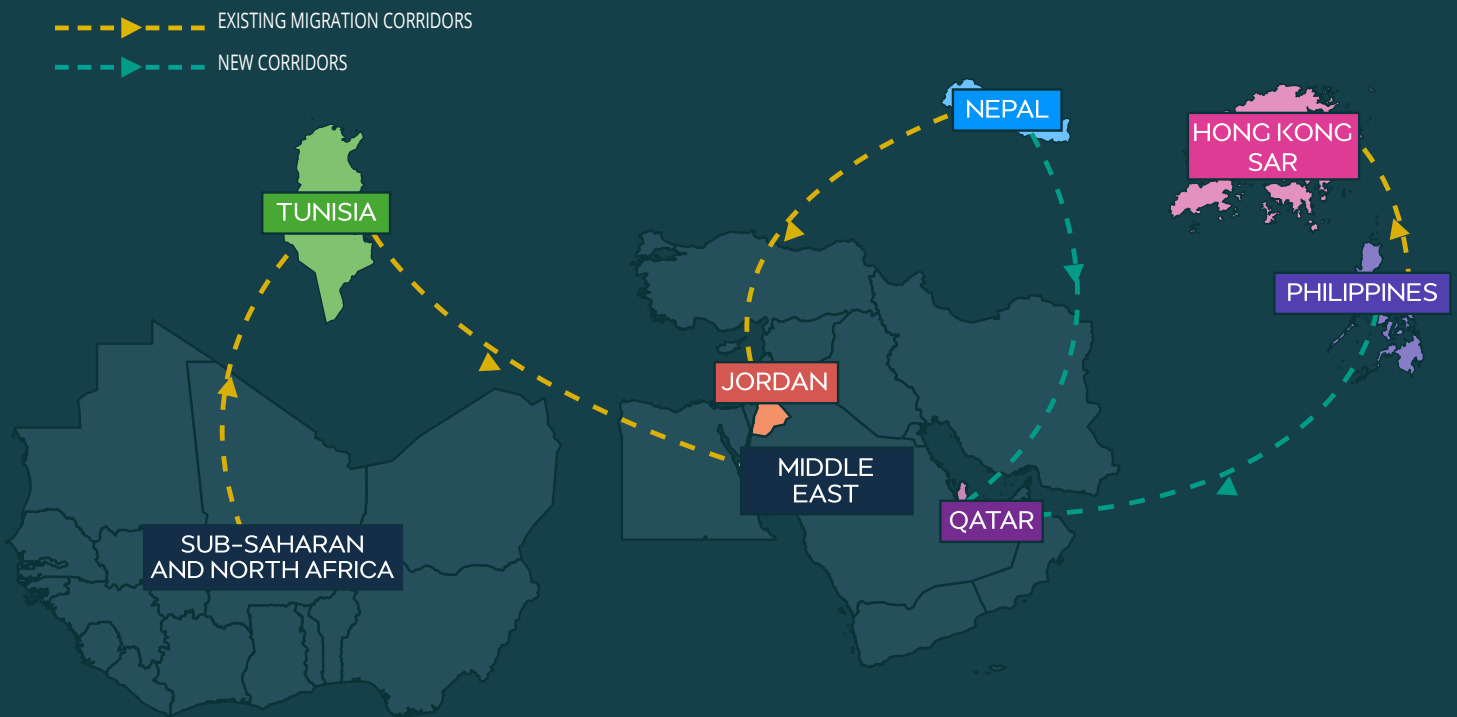 EXISTING MIGRATION CORRIDORS
NEW CORRIDORS
NEPAL
HONG KONG
SAR
TUNISIA
PHILIPPINES
JORDAN
MIDDLE
EAST
QATAR
SUB-SAHARAN
AND NORTH AFRICA